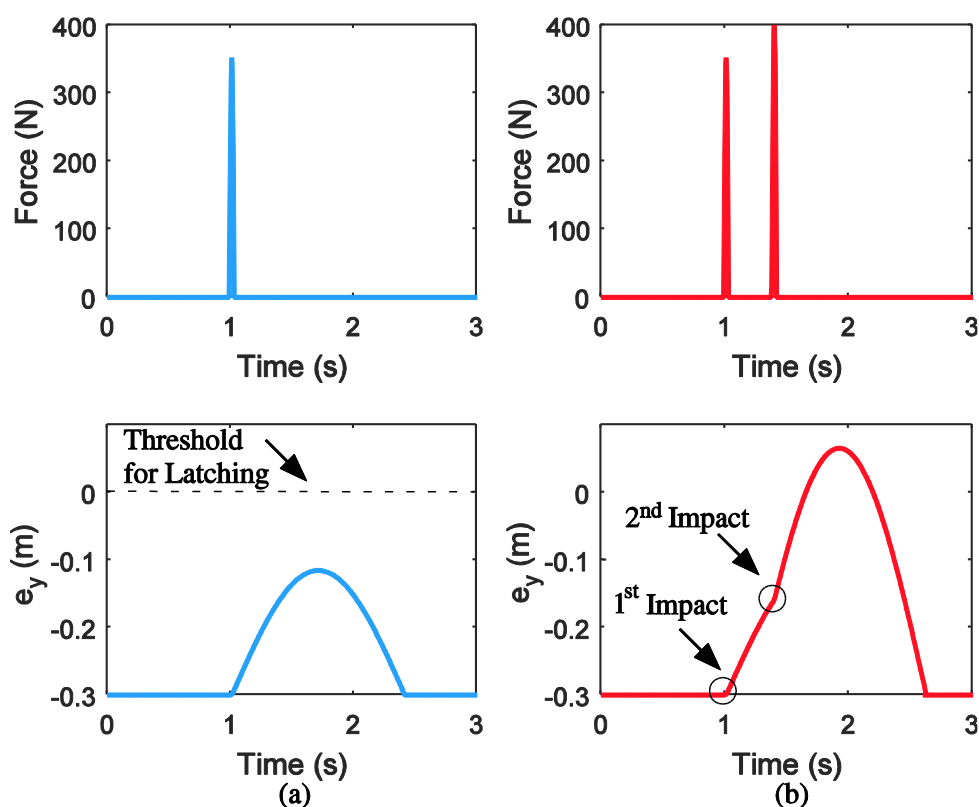 400
300
200
100
0
Force (N)
0 1 2 3
Time (s)
400
300
200
100
0
Force (N)
0 1 2 3
Time (s)
Threshold
for Latching
0
-0.1
-0.2
-0.3
e_y (m)
0 1 2 3
Time (s)
(a)
2nd Impact
1st Impact
0
-0.1
-0.2
-0.3
e_y (m)
0 1 2 3
Time (s)
(b)